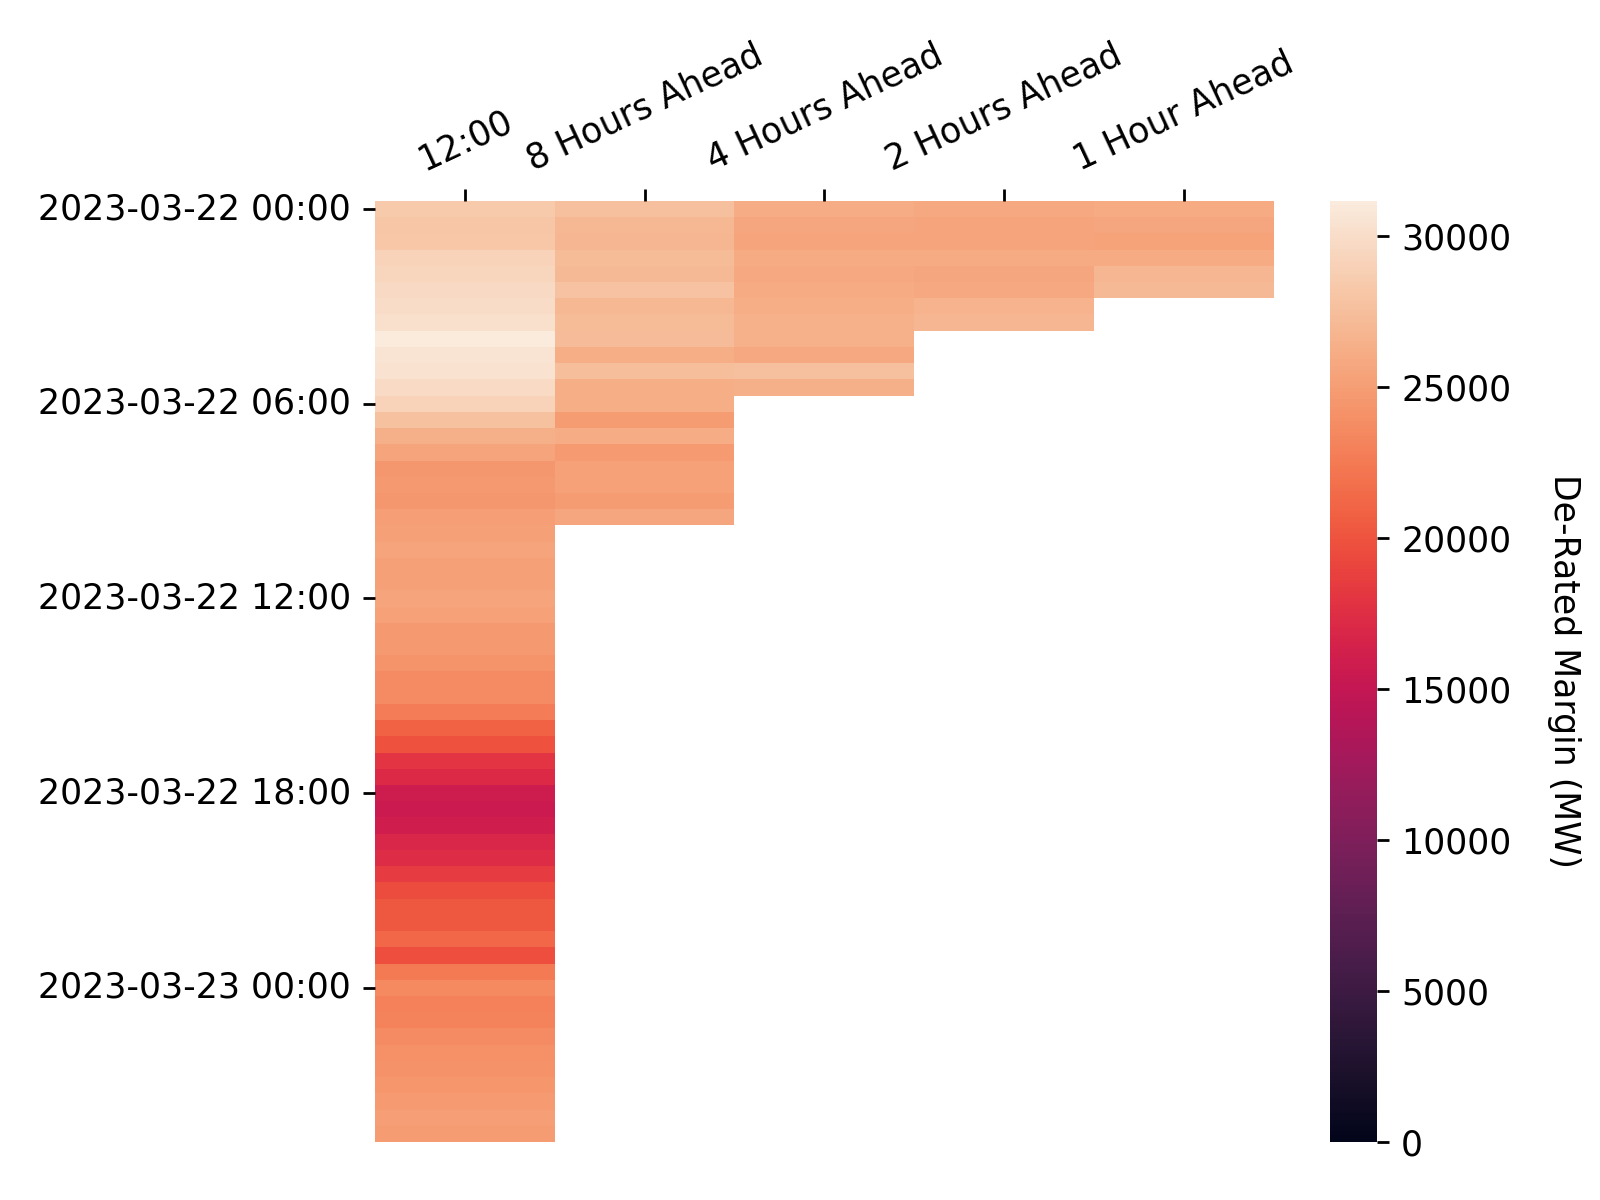 12:00
8 Hours Ahead
4 Hours Ahead
2 Hours Ahead
1 Hour Ahead
2023-03-22 00:00
2023-03-22 06:00
2023-03-22 12:00
2023-03-22 18:00
2023-03-23 00:00
30000
25000
20000
15000
10000
5000
0
De-Rated Margin (MW)